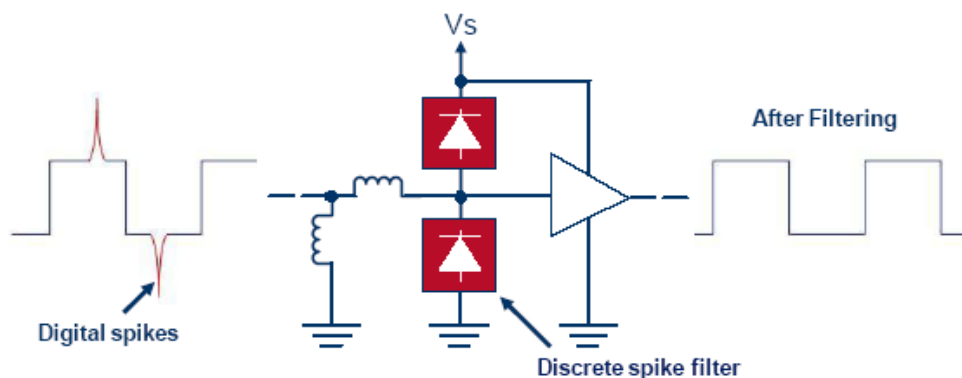 Vs
After Filtering
Digital spikes
Discrete spike filter